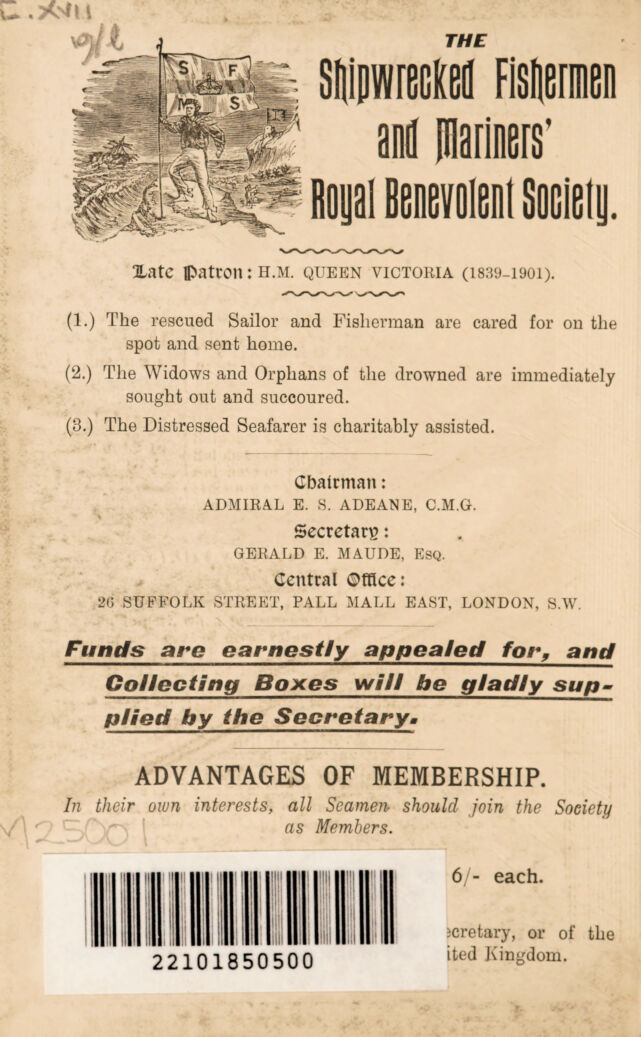 E. XVII
S F
M S
THE
Shipwrecked Fishermen
and Mariners'
Royal Benevolent Society.
Late Patron: H.M. QUEEN VICTORIA (1839-1901).
(1.) The rescued Sailor and Fisherman are cared for on the
spot and sent home.
(2.) The Widows and Orphans of the drowned are immediately
sought out and succoured.
(3.) The Distressed Seafarer is charitably assisted.
Chairman:
ADMIRAL E. S. ADEANE, C.M.G.
Secretary:
GERALD E. MAUDE, ESQ.
Central Office:
26 SUFFOLK STREET, PALL MALL EAST, LONDON, S.W.
Funds are earnestly appealed for, and
Collecting Boxes will be gladly sup-
plied by the Secretary.
ADVANTAGES OF MEMBERSHIP.
In their own interests, all Seamen should join the Society
as Members.
M25001
6/- each.
ecretary, or of the
ited Kingdom.
22101850500